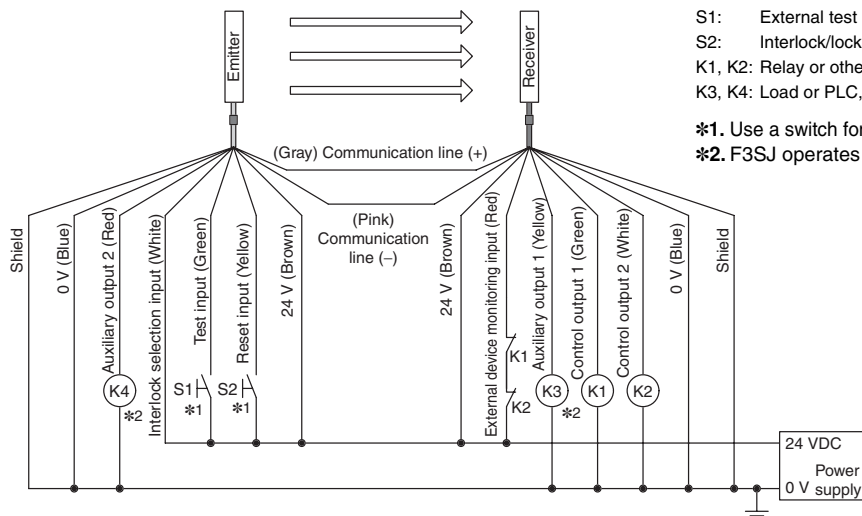 Emitter
Receiver
S1: External test
S2: Interlock/lock
K1, K2: Relay or othe
K3, K4: Load or PLC,
*1. Use a switch for
*2. F3SJ operates
(Gray) Communication line (+)
(Pink)
Communication
line (−)
Shield
0 V (Blue)
Auxiliary output 2 (Red)
Interlock selection input (White)
Test input (Green)
Reset input (Yellow)
24 V (Brown)
24 V (Brown)
External device monitoring input (Red)
Auxiliary output 1 (Yellow)
Control output 1 (Green)
Control output 2 (White)
0 V (Blue)
Shield
K4
*2
S1
*1
S2
*1
K1
K2
K3
*2
K1
K2
24 VDC
Power
0 V supply